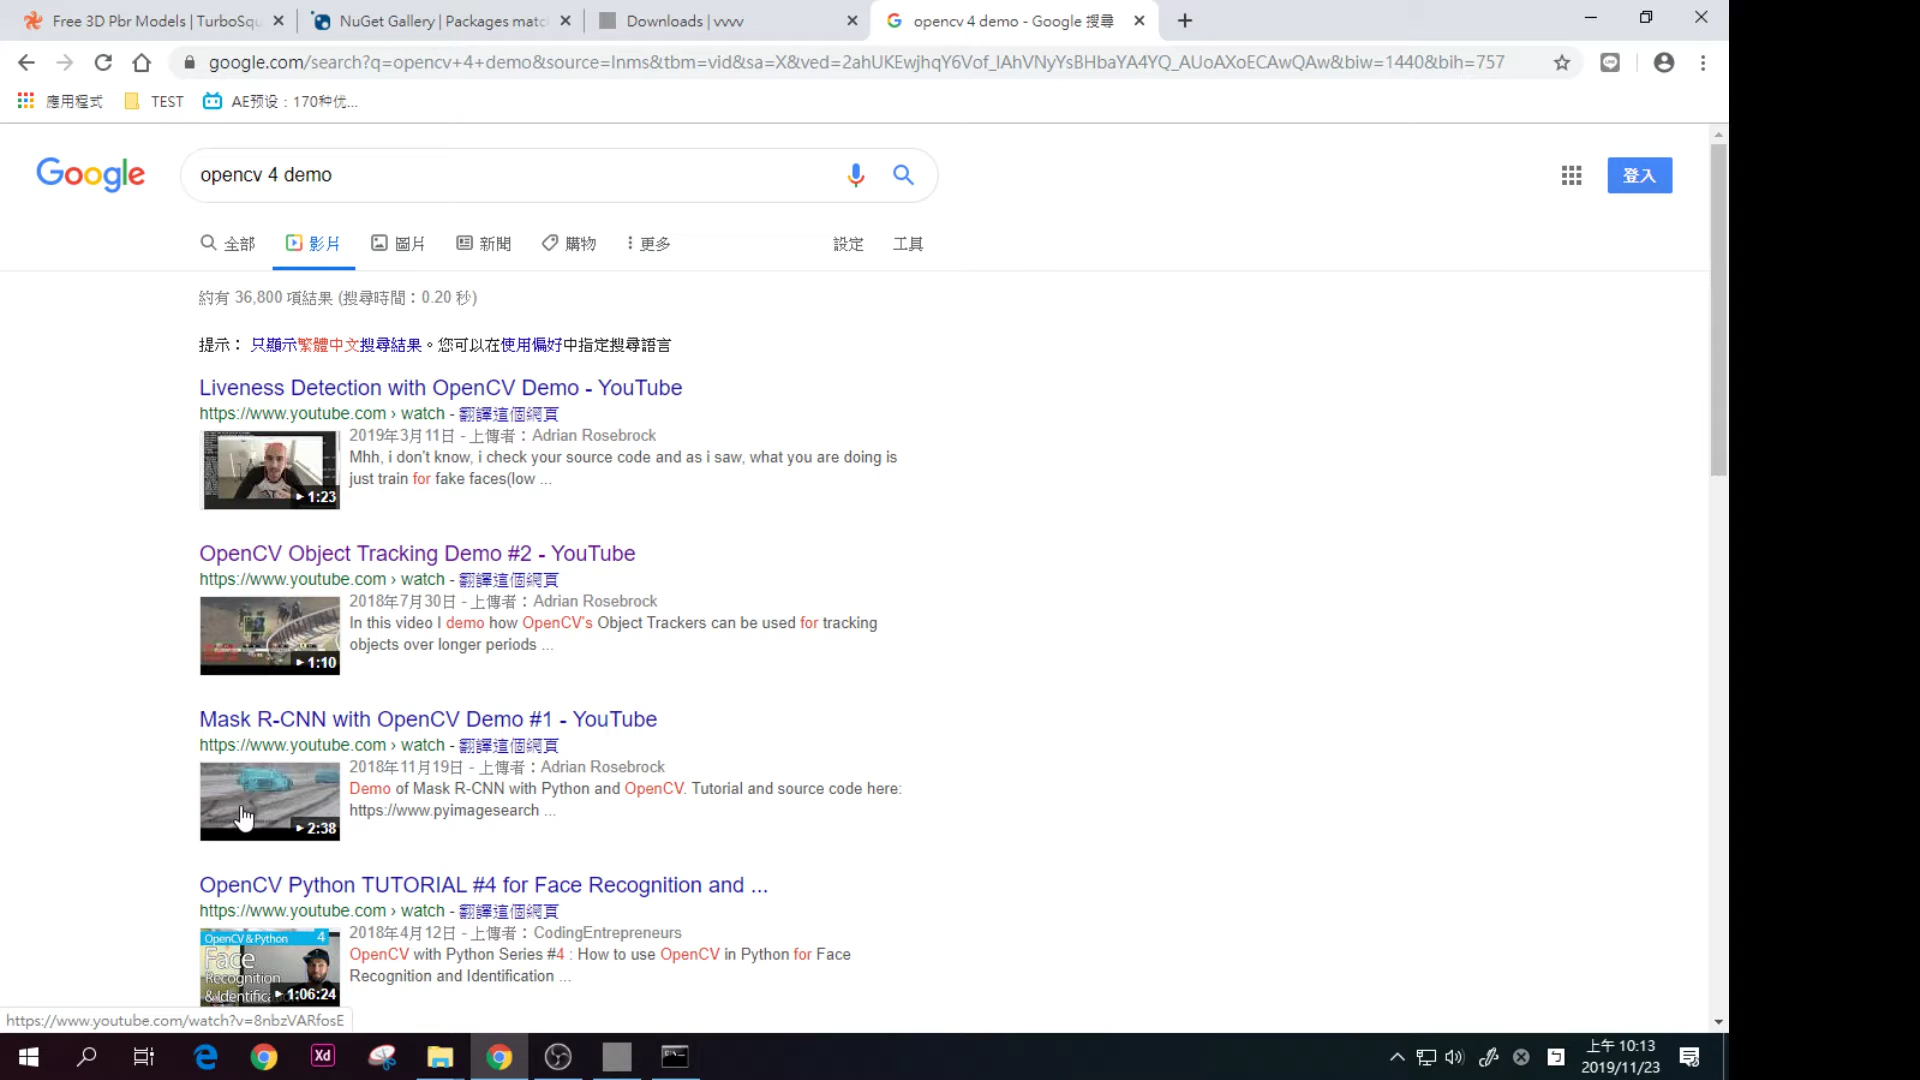 Free 3D Pbr Models | TurboSqu
NuGet Gallery | Packages matc
Downloads | vvvv
opencv 4 demo - Google 搜尋
google.com/search?q=opencv+4+demo&source=lnms&tbm=vid&sa=X&ved=2ahUKEwjhqY6Vof_lAhVNyYsBHbaYA4YQ_AUoAXoECAwQAw&biw=1440&bih=757
應用程式
TEST
AE预设：170种优...
Google
opencv 4 demo
登入
全部
影片
圖片
新聞
購物
更多
設定
工具
約有 36,800 項結果 (搜尋時間：0.20 秒)
提示： 只顯示繁體中文搜尋結果。您可以在使用偏好中指定搜尋語言
Liveness Detection with OpenCV Demo - YouTube
https://www.youtube.com › watch - 翻譯這個網頁
2019年3月11日 - 上傳者：Adrian Rosebrock
Mhh, i don't know, i check your source code and as i saw, what you are doing is
just train for fake faces(low ...
1:23
OpenCV Object Tracking Demo #2 - YouTube
https://www.youtube.com › watch - 翻譯這個網頁
2018年7月30日 - 上傳者：Adrian Rosebrock
In this video I demo how OpenCV's Object Trackers can be used for tracking
objects over longer periods ...
1:10
Mask R-CNN with OpenCV Demo #1 - YouTube
https://www.youtube.com › watch - 翻譯這個網頁
2018年11月19日 - 上傳者：Adrian Rosebrock
Demo of Mask R-CNN with Python and OpenCV. Tutorial and source code here:
https://www.pyimagesearch ...
2:38
OpenCV Python TUTORIAL #4 for Face Recognition and ...
https://www.youtube.com › watch - 翻譯這個網頁
2018年4月12日 - 上傳者：CodingEntrepreneurs
OpenCV with Python Series #4 : How to use OpenCV in Python for Face
Recognition and Identification ...
OpenCV & Python 4
Face
Recognition
& Identifica
1:06:24
https://www.youtube.com/watch?v=8nbzVARfosE
Xd
上午 10:13
2019/11/23